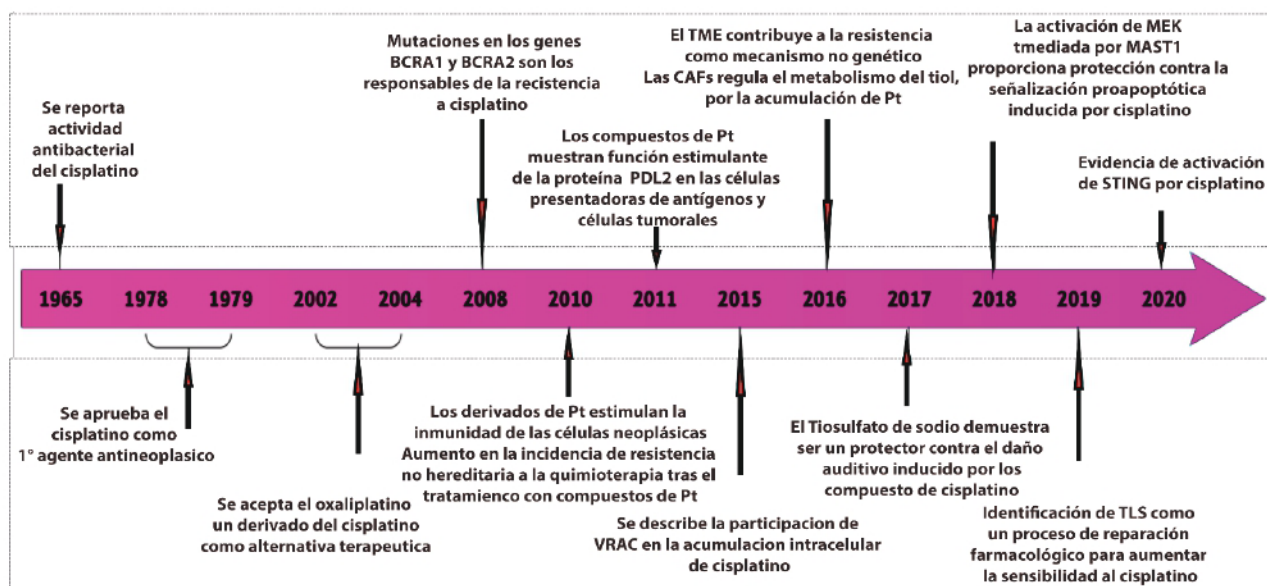 Se reporta
actividad
antibacterial
del cisplatino
Mutaciones en los genes
BCRA1 y BCRA2 son los
responsables de la recistencia
a cisplatino
Los compuestos de Pt
muestran función estimulante
de la proteína PDL2 en las células
presentadoras de antígenos y
células tumorales
El TME contribuye a la resistencia
como mecanismo no genético
Las CAFs regula el metabolismo del tiol,
por la acumulación de Pt
La activación de MEK
tmediada por MAST1
proporciona protección contra la
señalización proapoptótica
inducida por cisplatino
Evidencia de activación
de STING por cisplatino
1965 1978 1979 2002 2004 2008 2010 2011 2015 2016 2017 2018 2019 2020
Se aprueba el
cisplatino como
1° agente antineoplasico
Se acepta el oxaliplatino
un derivado del cisplatino
como alternativa terapeutica
Los derivados de Pt estimulan la
inmunidad de las células neoplásicas
Aumento en la incidencia de resistencia
no hereditaria a la quimioterapia tras el
tratamienco con compuestos de Pt
Se describe la participacion de
VRAC en la acumulacion intracelular
de cisplatino
El Tiosulfato de sodio demuestra
ser un protector contra el daño
auditivo inducido por los
compuesto de cisplatino
Identificación de TLS como
un proceso de reparación
farmacológico para aumentar
la sensibilidad al cisplatino